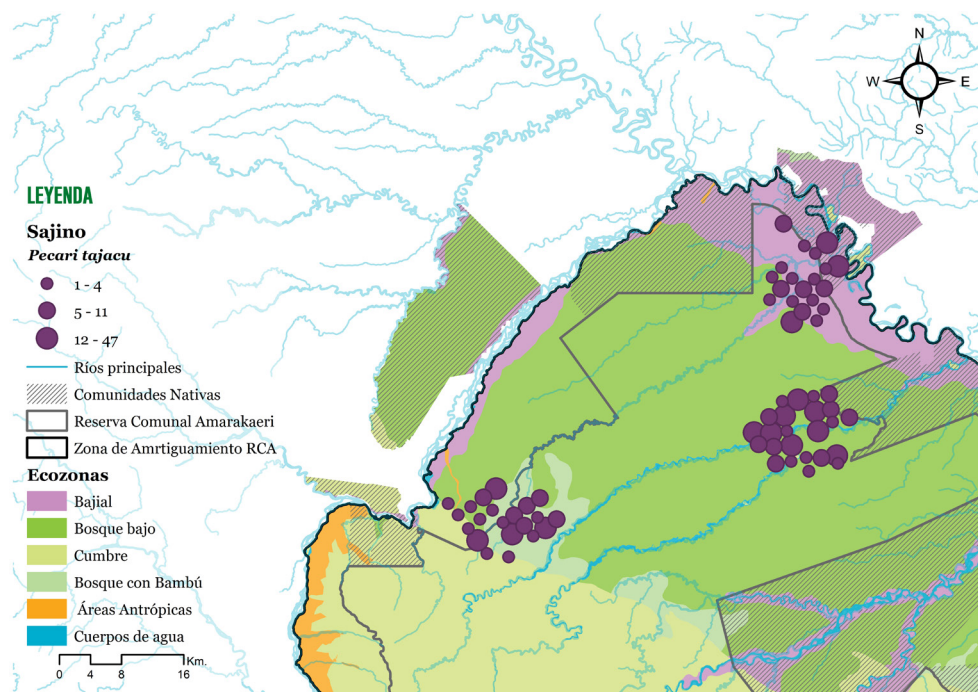 N
W E
S
LEYENDA
Sajino
Pecari tajacu
1 - 4
5 - 11
12 - 47
Ríos principales
Comunidades Nativas
Reserva Comunal Amarakaeri
Zona de Amrtiguamiento RCA
Ecozonas
Bajial
Bosque bajo
Cumbre
Bosque con Bambú
Áreas Antrópicas
Cuerpos de agua
Km.
0 4 8 16